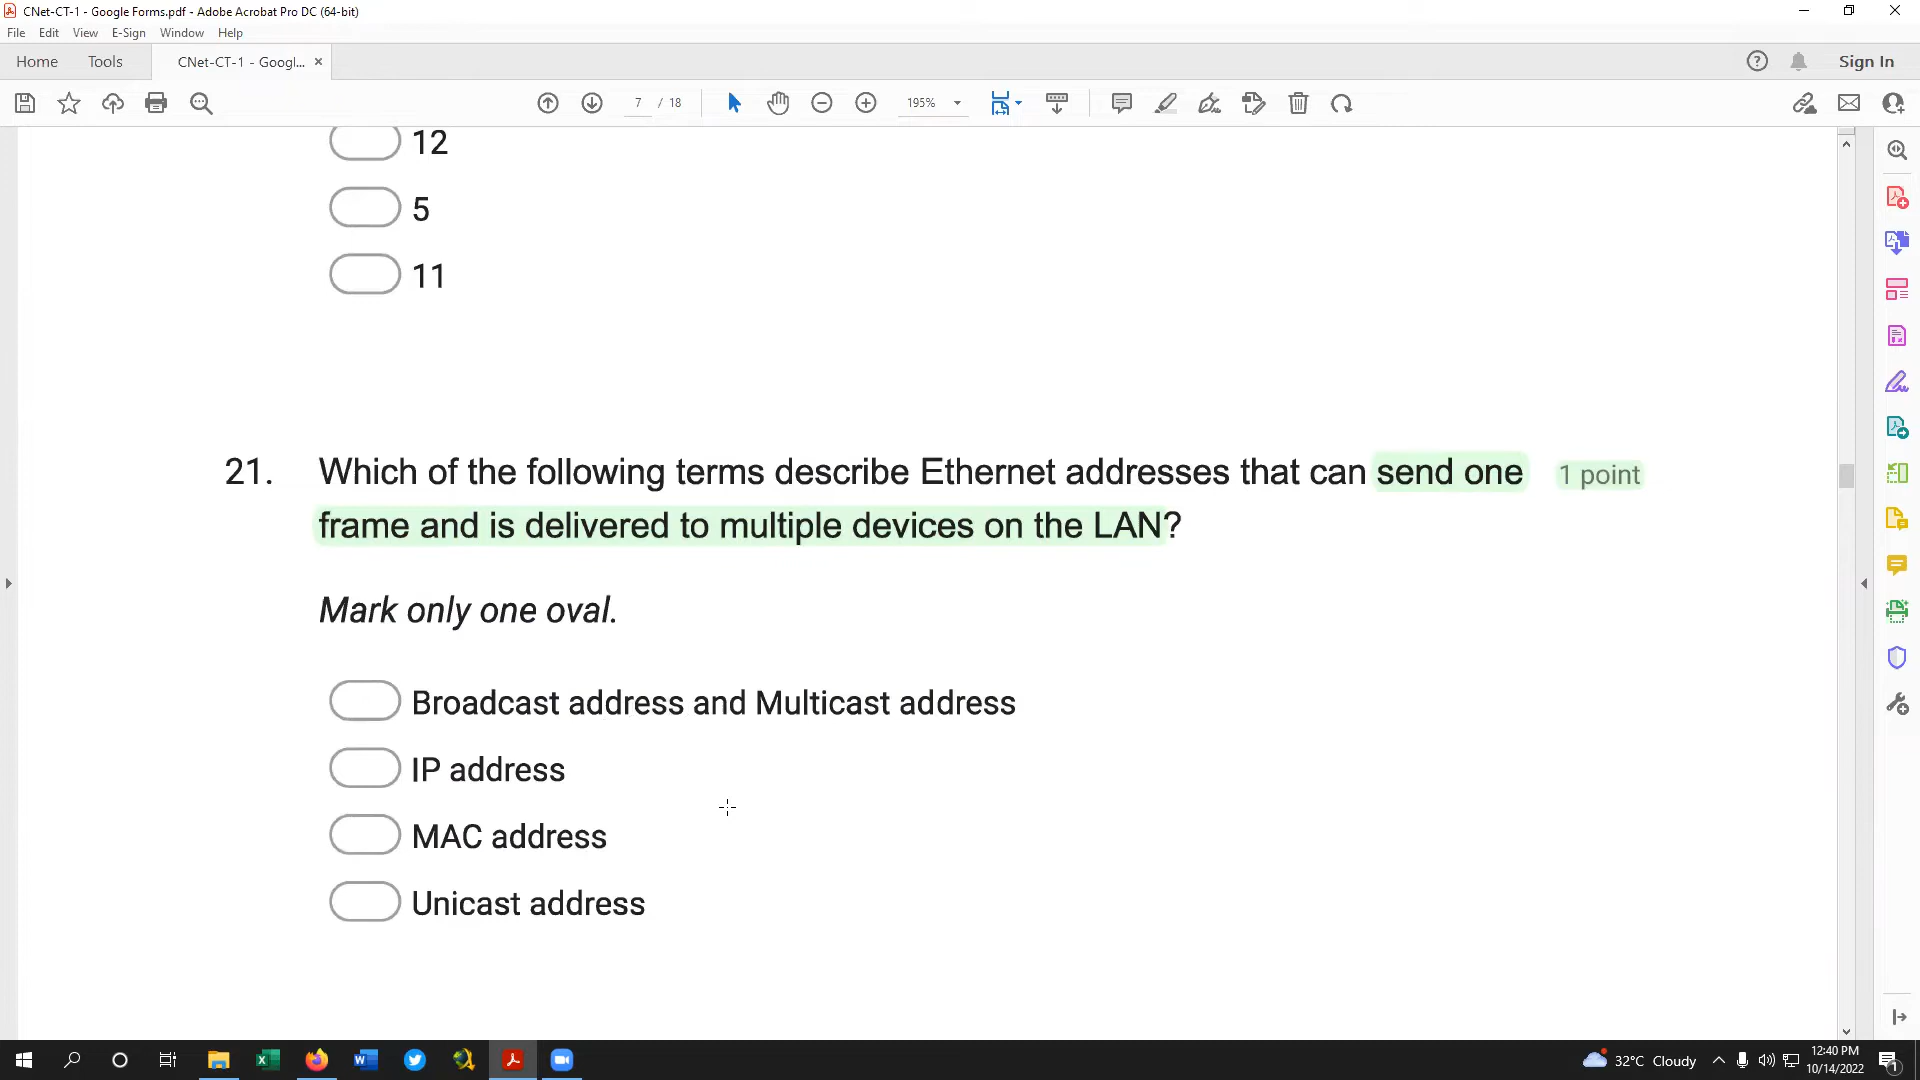 CNet-CT-1 - Google Forms.pdf - Adobe Acrobat Pro DC (64-bit)
File Edit View E-Sign Window Help
Home Tools CNet-CT-1 - Googl... Sign In
7 / 18 195%
12
5
11
21. Which of the following terms describe Ethernet addresses that can send one 1 point
frame and is delivered to multiple devices on the LAN?
Mark only one oval.
Broadcast address and Multicast address
IP address
MAC address
Unicast address
32°C Cloudy 12:40 PM
10/14/2022 1